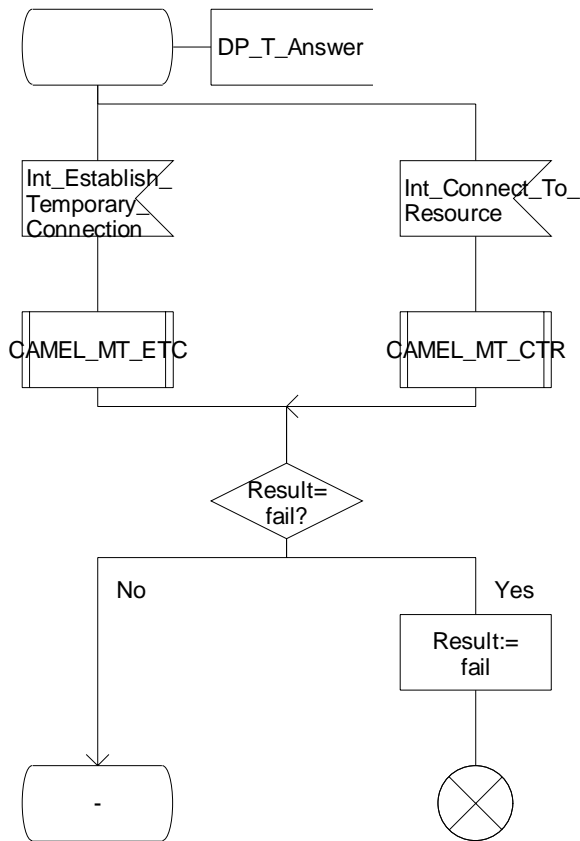 DP_T_Answer
Int_Establish_
Temporary_
Connection
Int_Connect_To_
Resource
CAMEL_MT_ETC
CAMEL_MT_CTR
Result=
fail?
No
Yes
Result:=
fail
-